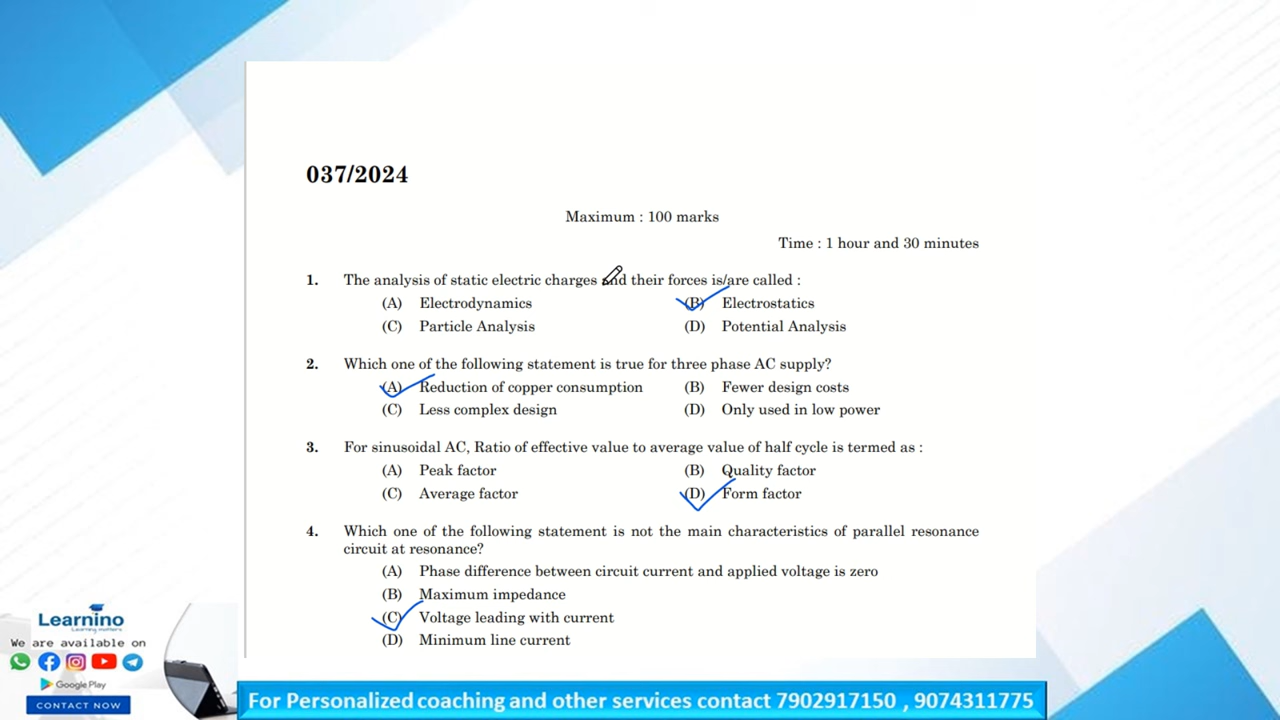 037/2024
Maximum : 100 marks
Time : 1 hour and 30 minutes
1. The analysis of static electric charges and their forces is/are called :
(A) Electrodynamics (B) Electrostatics
(C) Particle Analysis (D) Potential Analysis
2. Which one of the following statement is true for three phase AC supply?
(A) Reduction of copper consumption (B) Fewer design costs
(C) Less complex design (D) Only used in low power
3. For sinusoidal AC, Ratio of effective value to average value of half cycle is termed as :
(A) Peak factor (B) Quality factor
(C) Average factor (D) Form factor
4. Which one of the following statement is not the main characteristics of parallel resonance
circuit at resonance?
(A) Phase difference between circuit current and applied voltage is zero
(B) Maximum impedance
(C) Voltage leading with current
(D) Minimum line current
Learnino
Learning matters
We are available on
Google Play
CONTACT NOW
For Personalized coaching and other services contact 7902917150 , 9074311775